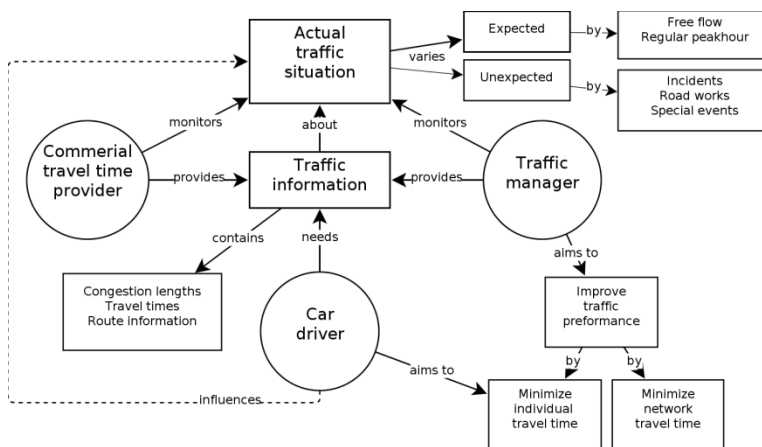 Actual
traffic
situation
Expected
by
Free flow
Regular peakhour
varies
Unexpected
by
Incidents
Road works
Special events
monitors
about
monitors
Commerial
travel time
provider
provides
Traffic
information
provides
Traffic
manager
contains
needs
aims to
Congestion lengths
Travel times
Route information
Car
driver
Improve
traffic
preformance
aims to
by
by
influences
Minimize
individual
travel time
Minimize
network
travel time